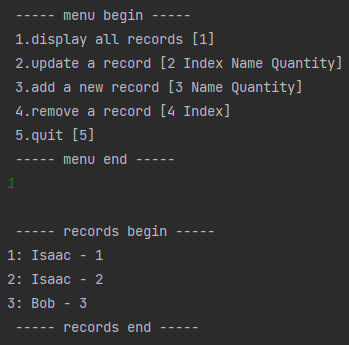 ----- menu begin -----
1.display all records [1]
2.update a record [2 Index Name Quantity]
3.add a new record [3 Name Quantity]
4.remove a record [4 Index]
5.quit [5]
----- menu end -----
1
----- records begin -----
1: Isaac - 1
2: Isaac - 2
3: Bob - 3
----- records end -----